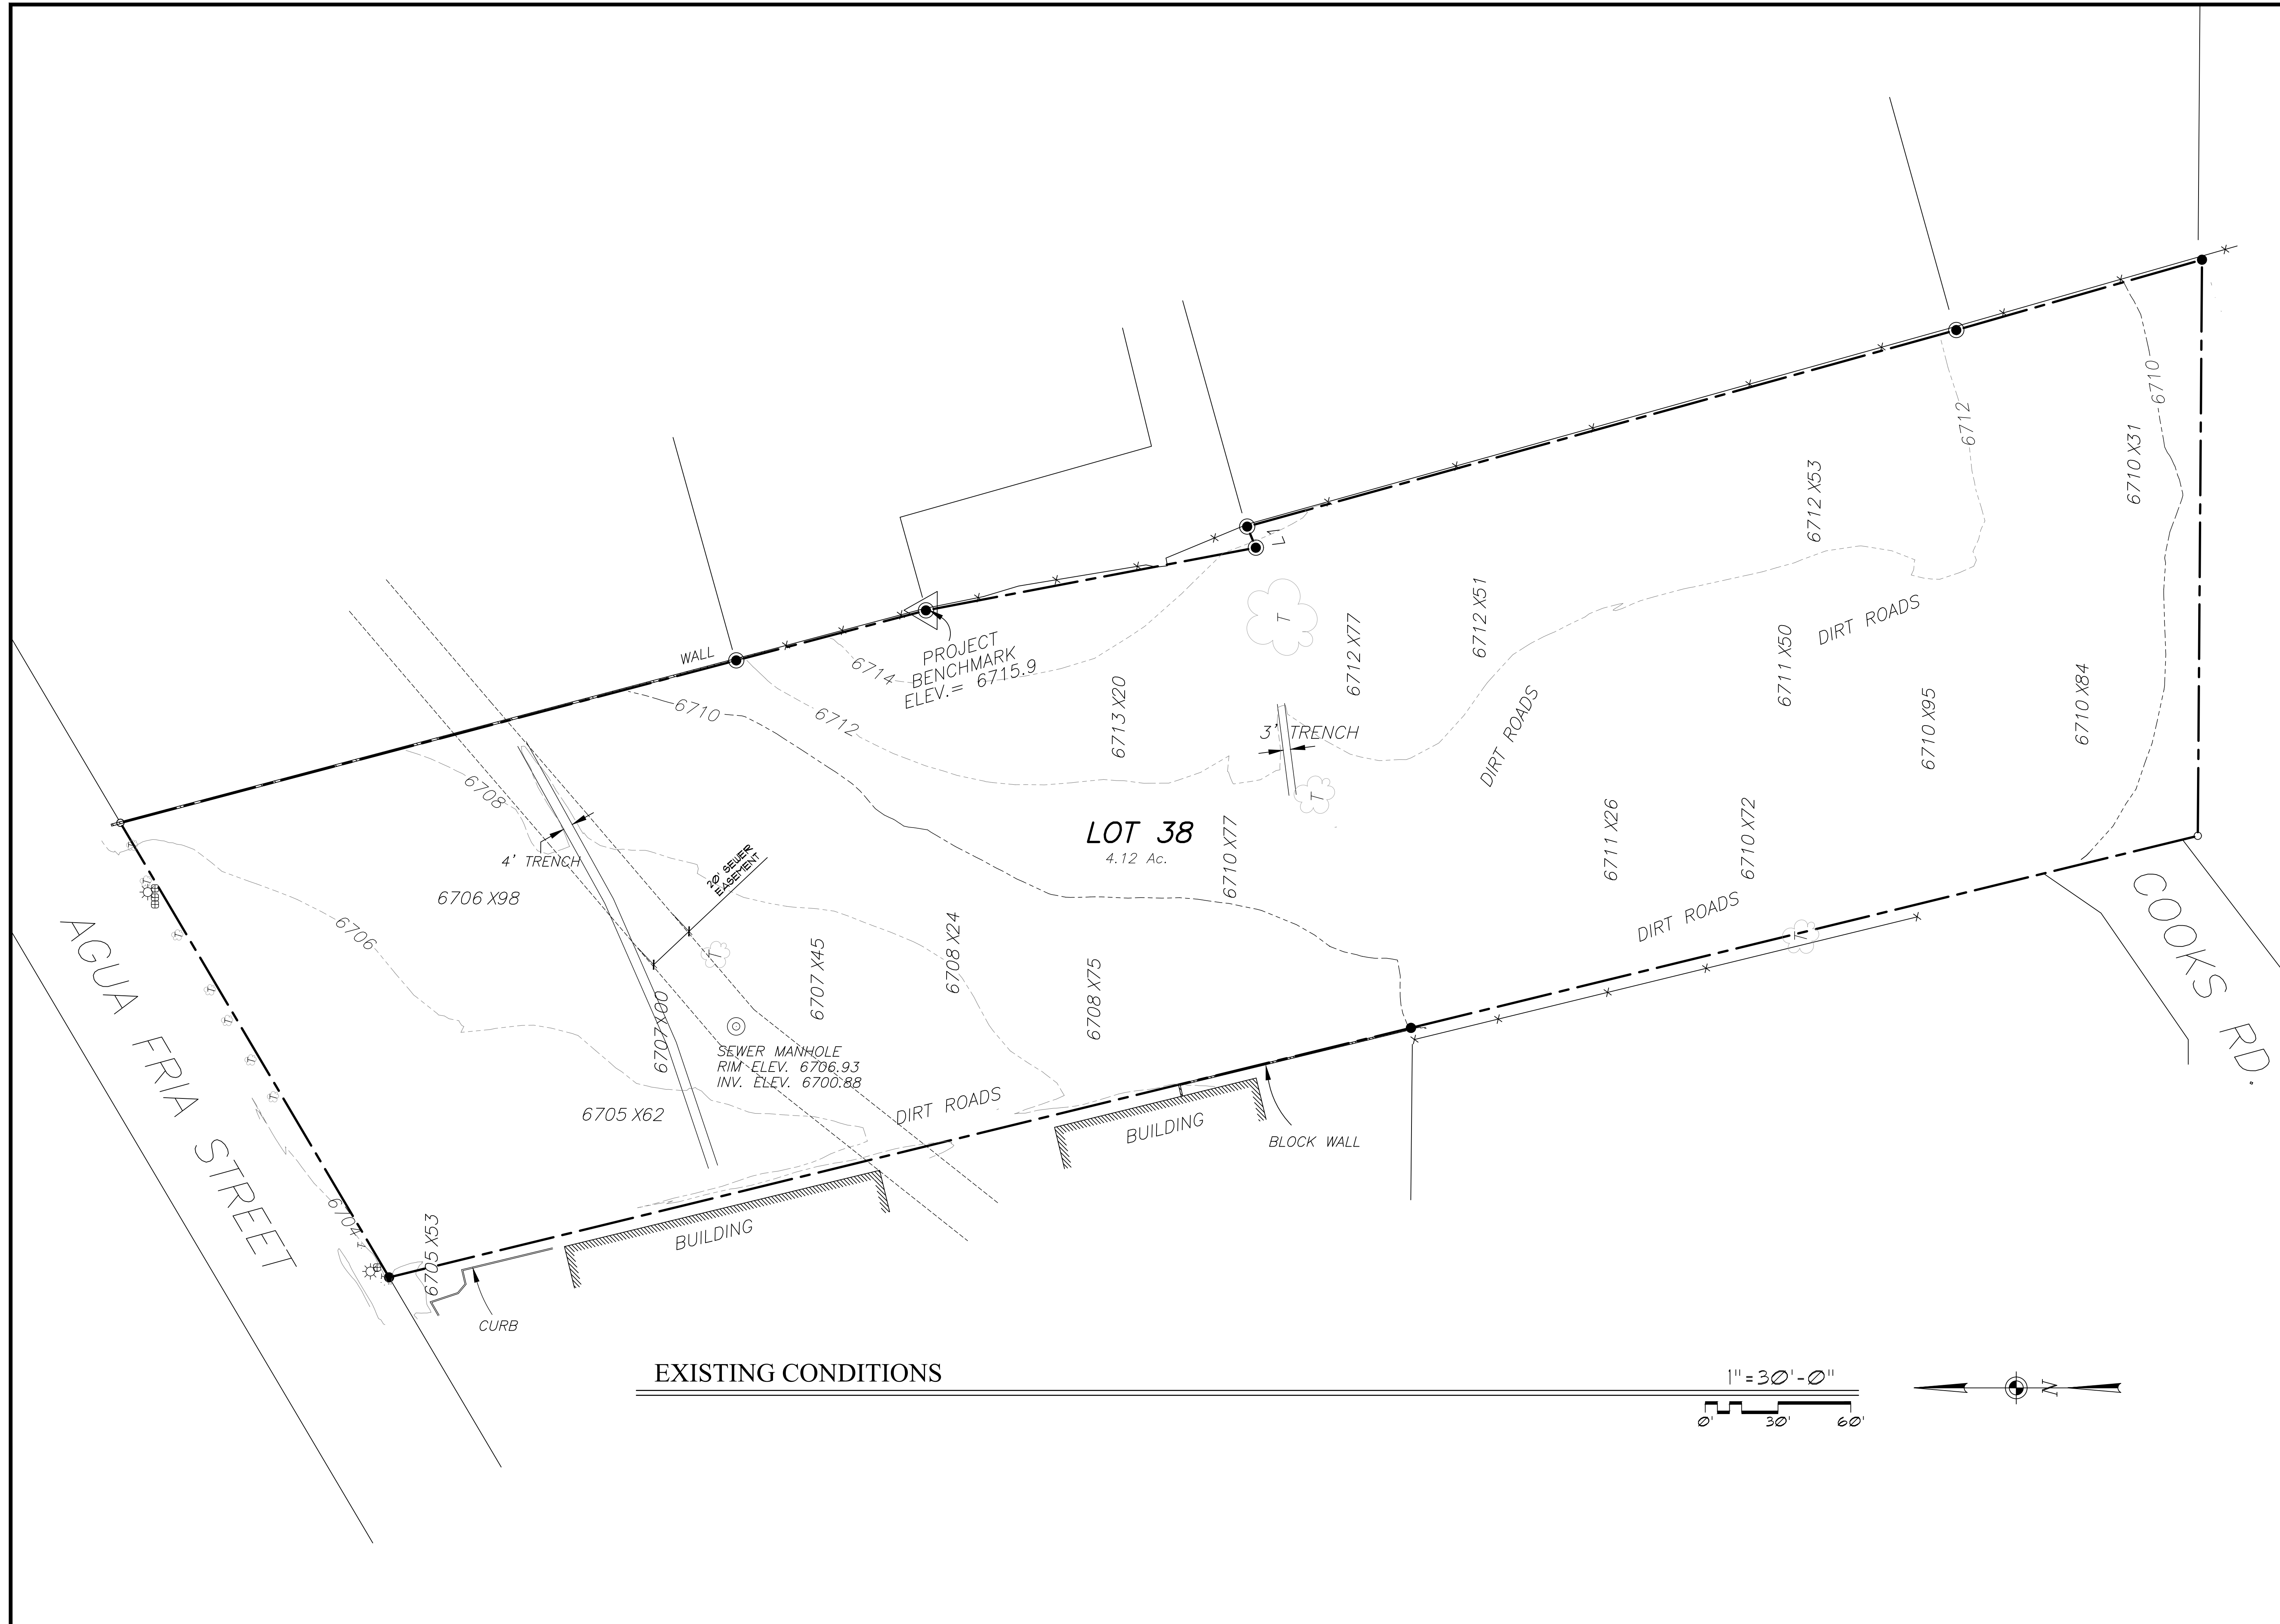 6710
6712
6710 X31
6712 X53
L1
WALL
6714
PROJECT
BENCHMARK
ELEV.= 6715.9
6712 X51
6712 X77
T
6711 X50
DIRT ROADS
6710
6712
6713 X20
3' TRENCH
DIRT ROADS
6710 X95
6710 X84
6708
T
4' TRENCH
20' SEWER
EASEMENT
LOT 38
4.12 Ac.
6710 X77
6711 X26
6710 X72
6706 X98
6706
6708 X24
DIRT ROADS
T
T
6707 X45
6708 X75
6707 X00
SEWER MANHOLE
RIM ELEV. 6706.93
INV. ELEV. 6700.88
6705 X62
DIRT ROADS
BUILDING
BLOCK WALL
AGUA FRIA STREET
COOKS RD.
6704
6705 X53
BUILDING
CURB
EXISTING CONDITIONS
1"=30'-0"
0' 30' 60'
N